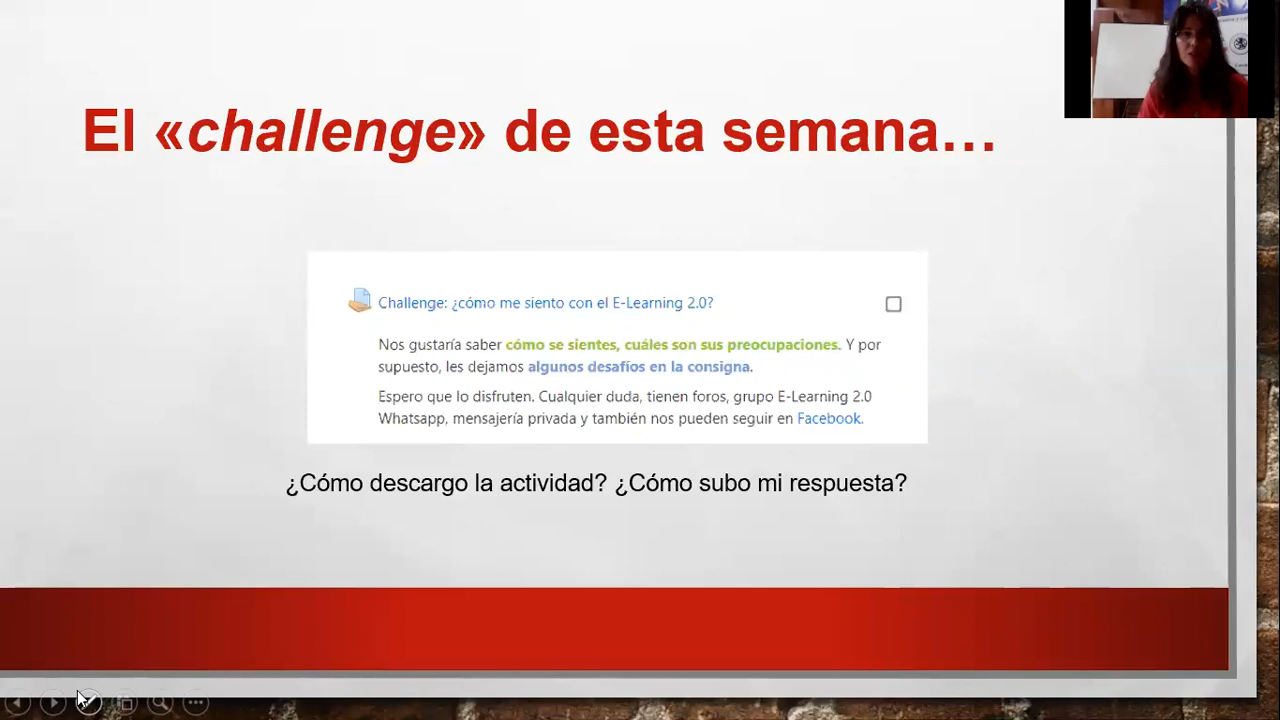 El «challenge» de esta semana…
Challenge: ¿cómo me siento con el E-Learning 2.0?
Nos gustaría saber cómo se sientes, cuáles son sus preocupaciones. Y por
supuesto, les dejamos algunos desafíos en la consigna.
Espero que lo disfruten. Cualquier duda, tienen foros, grupo E-Learning 2.0
Whatsapp, mensajería privada y también nos pueden seguir en Facebook.
¿Cómo descargo la actividad? ¿Cómo subo mi respuesta?